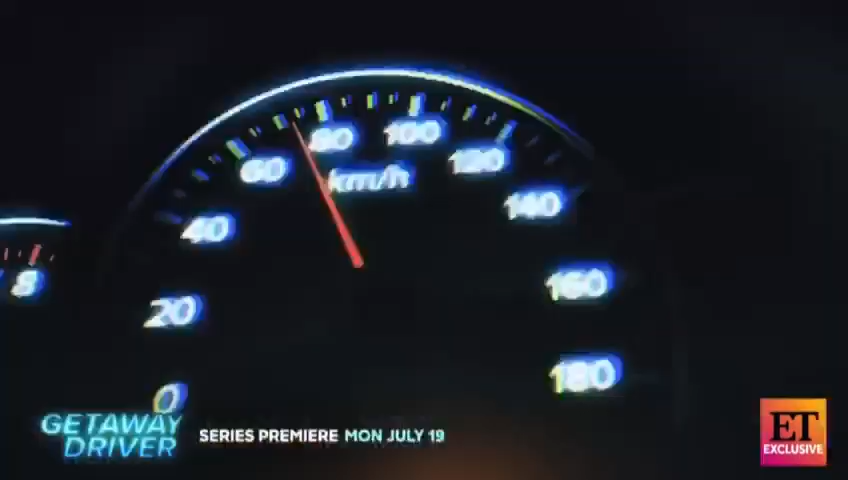 80
100
60
120
km/h
40
140
8
160
20
180
0
GETAWAY
DRIVER
SERIES PREMIERE MON JULY 19
ET
EXCLUSIVE